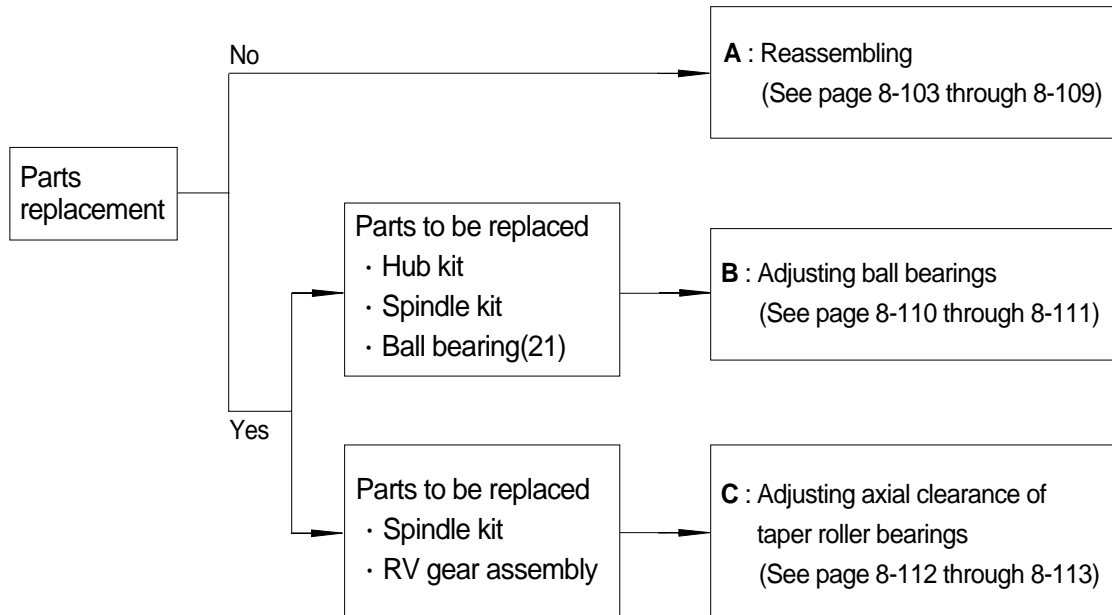 No
A : Reassembling
(See page 8-103 through 8-109)
Parts
replacement
Parts to be replaced
· Hub kit
· Spindle kit
· Ball bearing(21)
B : Adjusting ball bearings
(See page 8-110 through 8-111)
Yes
Parts to be replaced
· Spindle kit
· RV gear assembly
C : Adjusting axial clearance of
taper roller bearings
(See page 8-112 through 8-113)